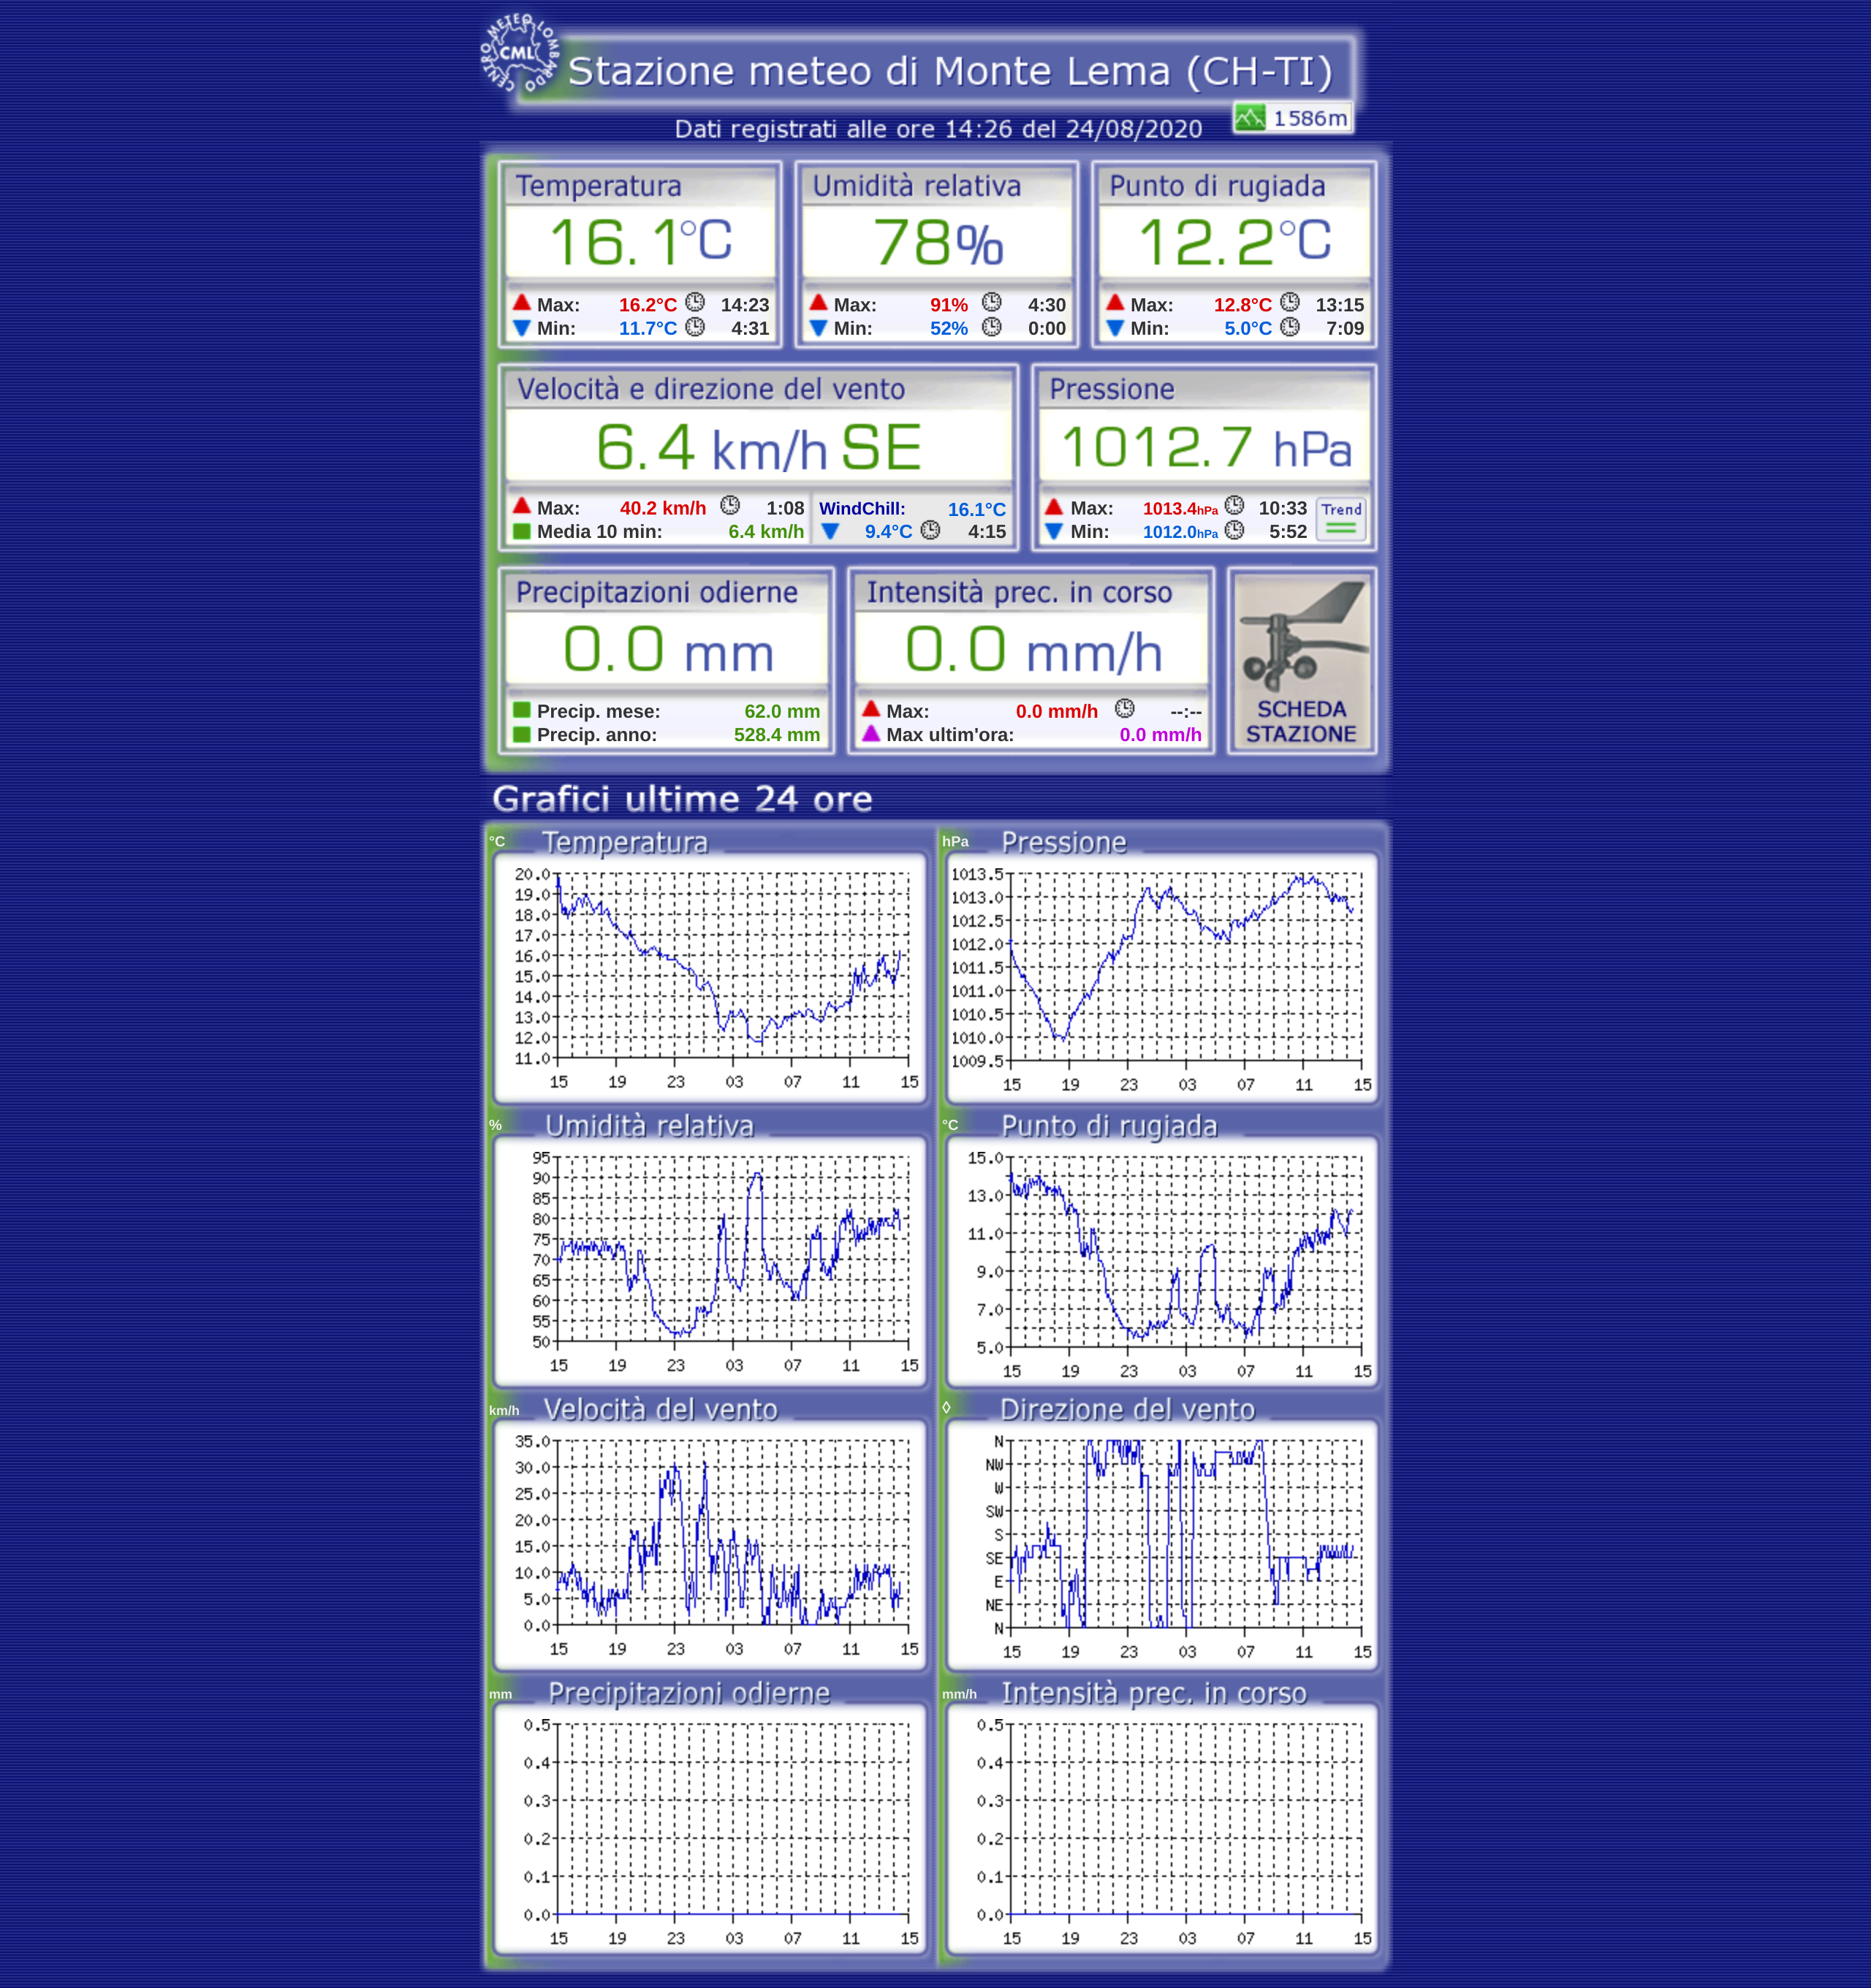 CENTRO METEO LOMBARDO
CML
Stazione meteo di Monte Lema (CH-TI)
1586m
Dati registrati alle ore 14:26 del 24/08/2020
Temperatura Umidità relativa Punto di rugiada
16.1°C 78% 12.2°C
Max: 16.2°C 14:23 Max: 91% 4:30 Max: 12.8°C 13:15
Min: 11.7°C 4:31 Min: 52% 0:00 Min: 5.0°C 7:09
Velocità e direzione del vento Pressione
6.4 km/h SE 1012.7 hPa
Max: 40.2 km/h 1:08 WindChill: 16.1°C Max: 1013.4hPa 10:33 Trend
Media 10 min: 6.4 km/h 9.4°C 4:15 Min: 1012.0hPa 5:52
Precipitazioni odierne Intensità prec. in corso
0.0 mm 0.0 mm/h
Precip. mese: 62.0 mm Max: 0.0 mm/h --:-- SCHEDA
Precip. anno: 528.4 mm Max ultim'ora: 0.0 mm/h STAZIONE
Grafici ultime 24 ore
°C Temperatura
20.0
19.0
18.0
17.0
16.0
15.0
14.0
13.0
12.0
11.0
15 19 23 03 07 11 15
hPa Pressione
1013.5
1013.0
1012.5
1012.0
1011.5
1011.0
1010.5
1010.0
1009.5
15 19 23 03 07 11 15
% Umidità relativa
95
90
85
80
75
70
65
60
55
50
15 19 23 03 07 11 15
°C Punto di rugiada
15.0
13.0
11.0
9.0
7.0
5.0
15 19 23 03 07 11 15
km/h Velocità del vento
35.0
30.0
25.0
20.0
15.0
10.0
5.0
0.0
15 19 23 03 07 11 15
◊ Direzione del vento
N
NW
W
SW
S
SE
E
NE
N
15 19 23 03 07 11 15
mm Precipitazioni odierne
0.5
0.4
0.3
0.2
0.1
0.0
15 19 23 03 07 11 15
mm/h Intensità prec. in corso
0.5
0.4
0.3
0.2
0.1
0.0
15 19 23 03 07 11 15